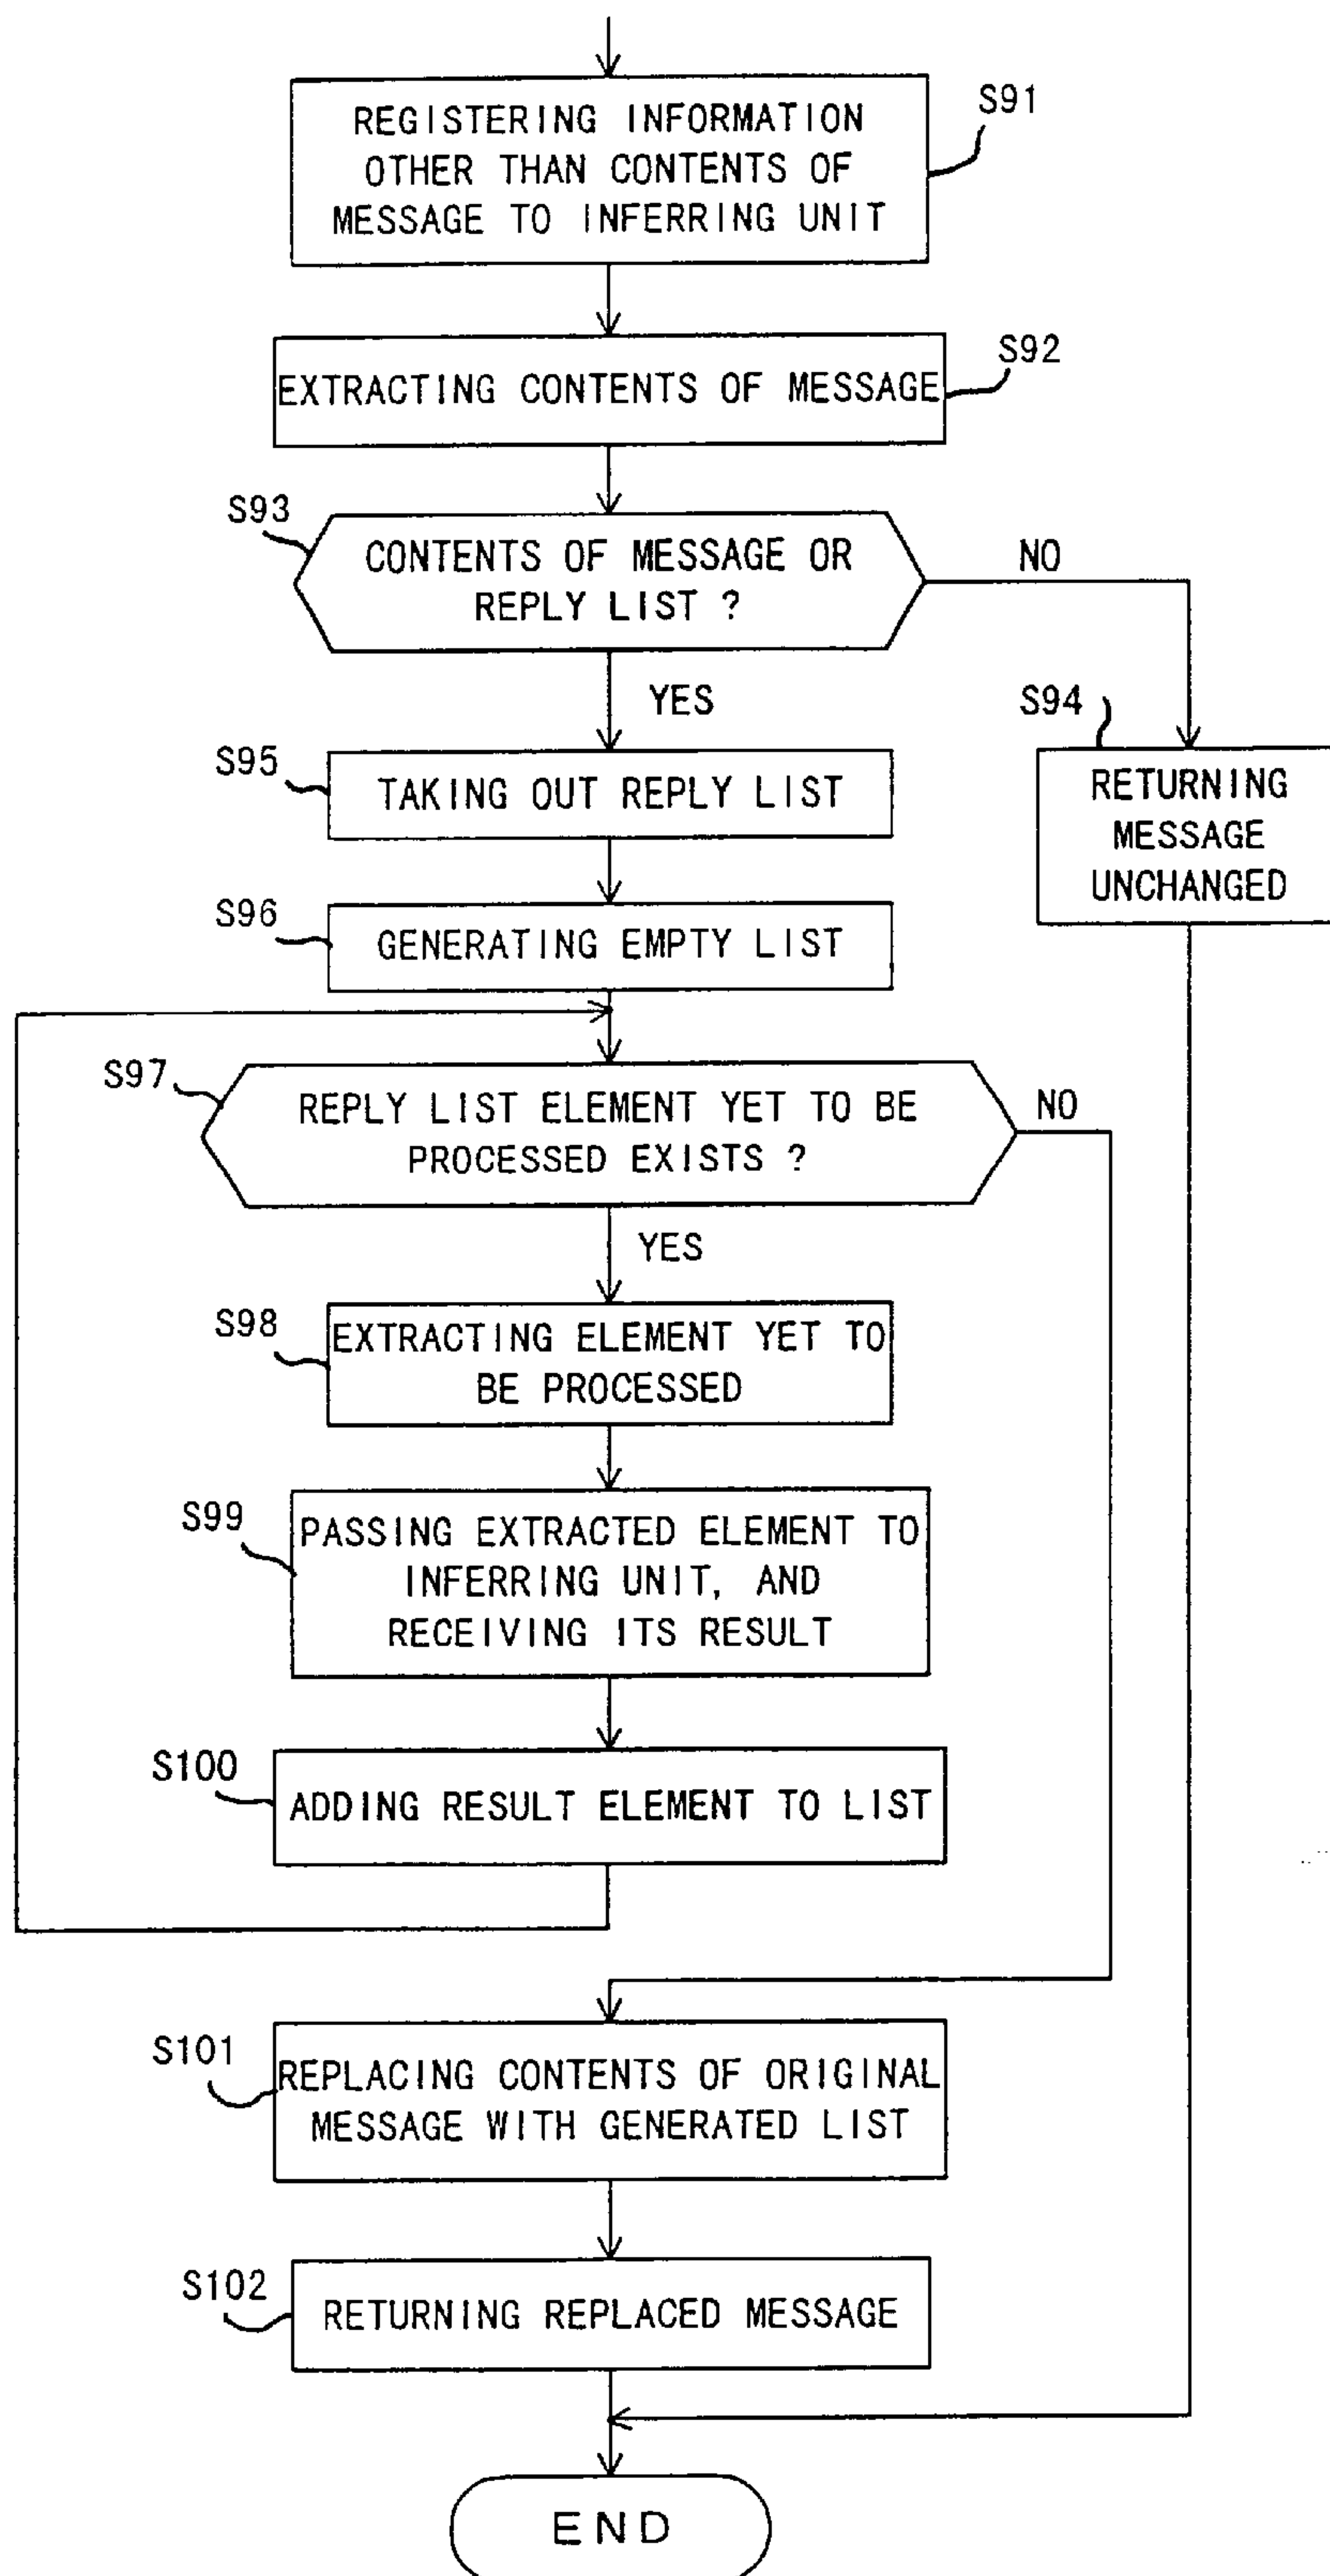 REGISTERING INFORMATION
OTHER THAN CONTENTS OF
MESSAGE TO INFERRING UNIT
S91
EXTRACTING CONTENTS OF MESSAGE
S92
S93
CONTENTS OF MESSAGE OR
REPLY LIST ?
NO
YES
S94
RETURNING
MESSAGE
UNCHANGED
S95
TAKING OUT REPLY LIST
S96
GENERATING EMPTY LIST
S97
REPLY LIST ELEMENT YET TO BE
PROCESSED EXISTS ?
NO
YES
S98
EXTRACTING ELEMENT YET TO
BE PROCESSED
S99
PASSING EXTRACTED ELEMENT TO
INFERRING UNIT, AND
RECEIVING ITS RESULT
S100
ADDING RESULT ELEMENT TO LIST
S101
REPLACING CONTENTS OF ORIGINAL
MESSAGE WITH GENERATED LIST
S102
RETURNING REPLACED MESSAGE
END